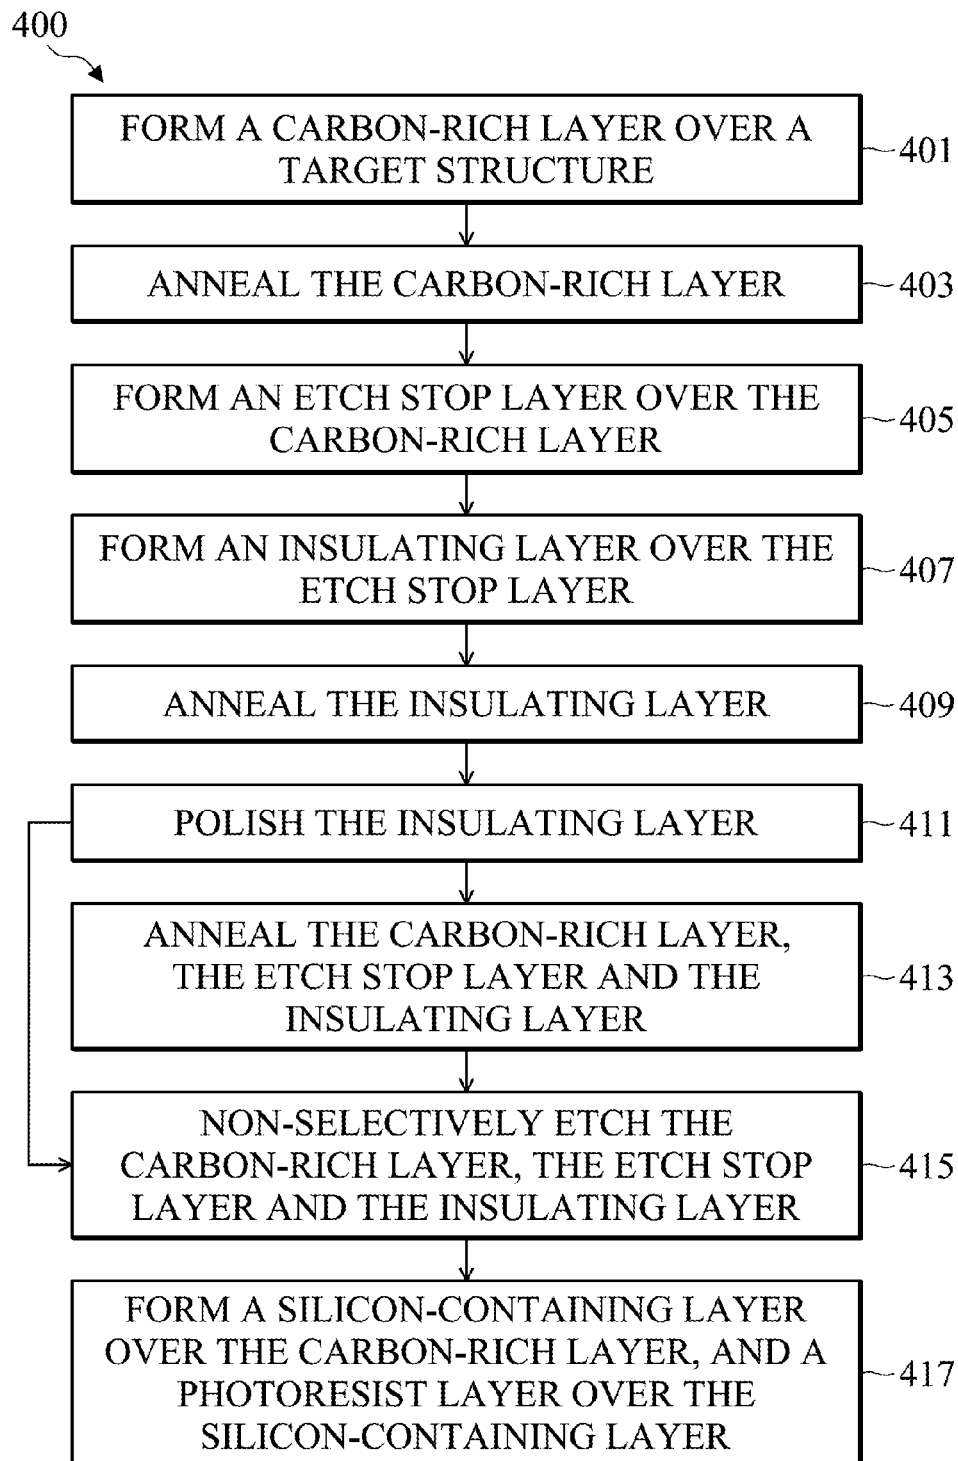 400
FORM A CARBON-RICH LAYER OVER A
TARGET STRUCTURE
401
ANNEAL THE CARBON-RICH LAYER
403
FORM AN ETCH STOP LAYER OVER THE
CARBON-RICH LAYER
405
FORM AN INSULATING LAYER OVER THE
ETCH STOP LAYER
407
ANNEAL THE INSULATING LAYER
409
POLISH THE INSULATING LAYER
411
ANNEAL THE CARBON-RICH LAYER,
THE ETCH STOP LAYER AND THE
INSULATING LAYER
413
NON-SELECTIVELY ETCH THE
CARBON-RICH LAYER, THE ETCH STOP
LAYER AND THE INSULATING LAYER
415
FORM A SILICON-CONTAINING LAYER
OVER THE CARBON-RICH LAYER, AND A
PHOTORESIST LAYER OVER THE
SILICON-CONTAINING LAYER
417